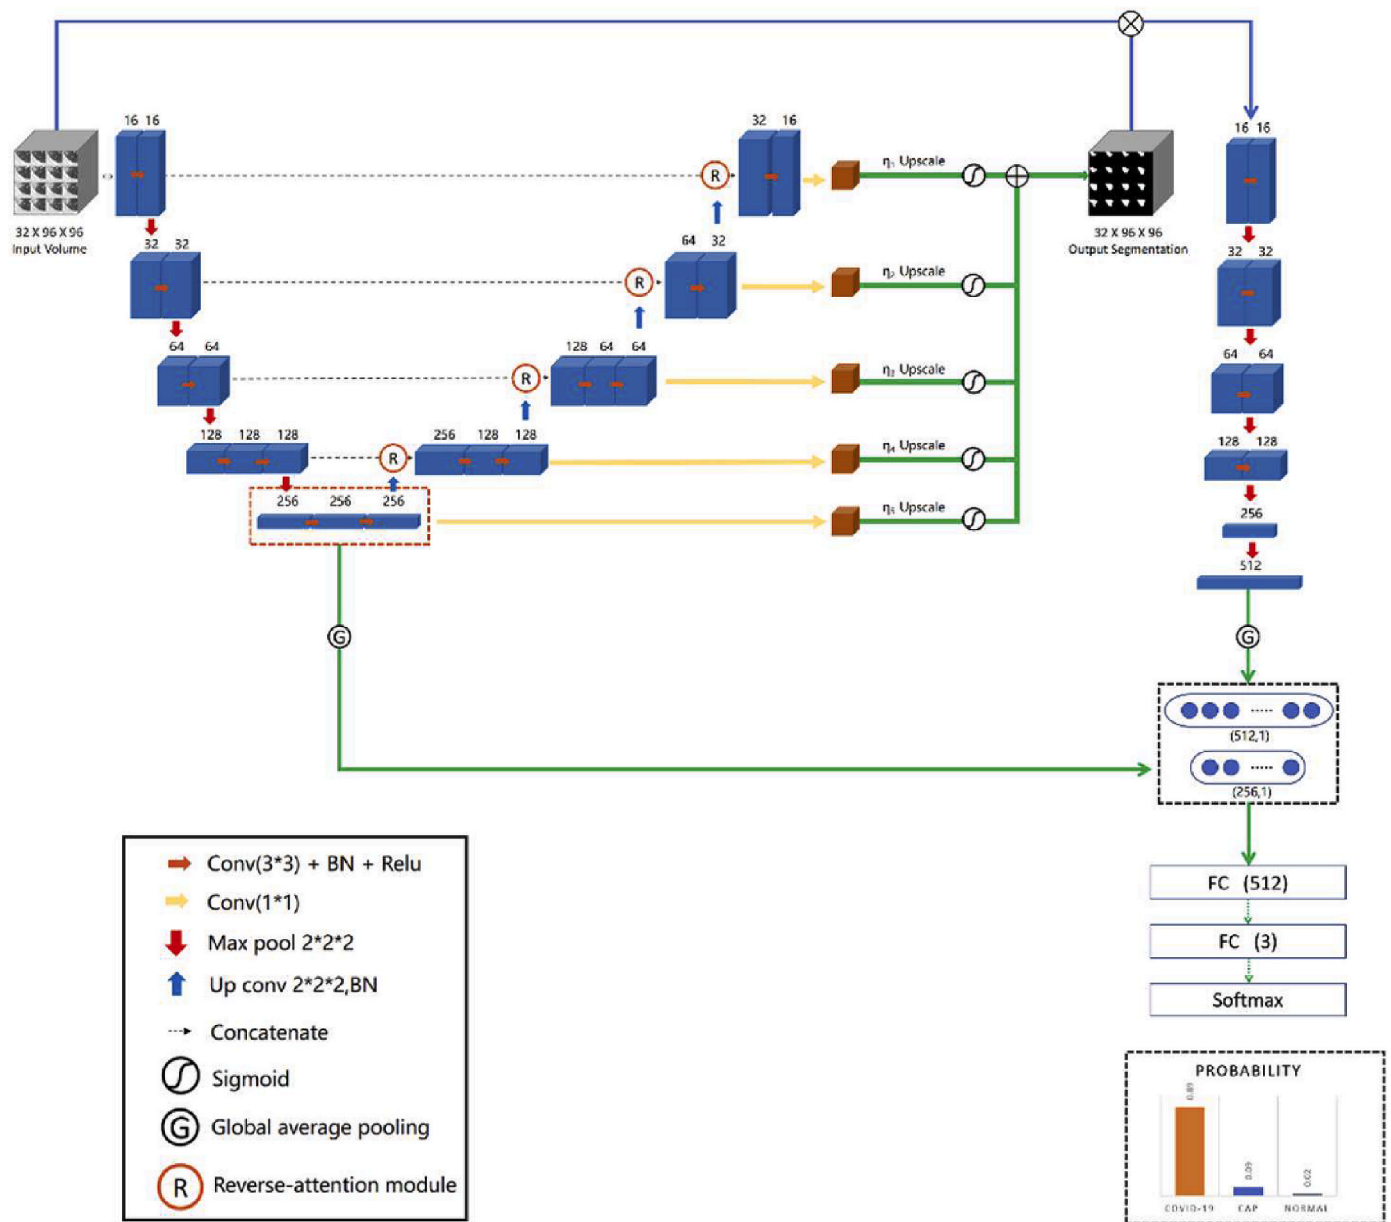 16 16
32 16
16 16
R
η₁ Upscale
32 X 96 X 96
Input Volume
32 X 96 X 96
Output Segmentation
32 32
64 32
32 32
R
η₂ Upscale
64 64
128 64 64
64 64
R
Upscale
128 128 128
256 128 128
128 128
R
η₄ Upscale
256 256 256
η₅ Upscale
256
512
G
G
(512,1)
(256,1)
FC (512)
FC (3)
Softmax
Conv(3*3) + BN + Relu
Conv(1*1)
Max pool 2*2*2
Up conv 2*2*2,BN
Concatenate
Sigmoid
G Global average pooling
R Reverse-attention module
PROBABILITY
0.89
0.09
0.02
COVID-19 CAP NORMAL